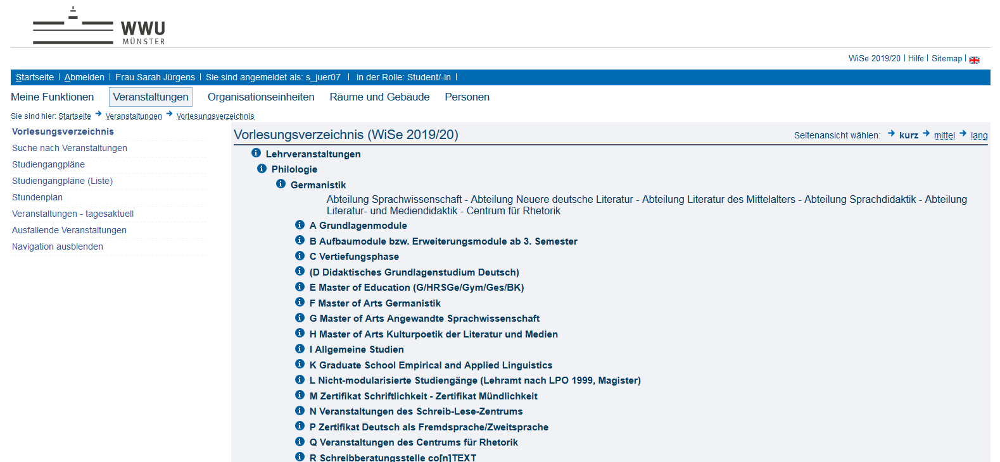 WWU
MÜNSTER
WiSe 2019/20 | Hilfe | Sitemap |
Startseite | Abmelden | Frau Sarah Jürgens | Sie sind angemeldet als: s_juer07 | in der Rolle: Student/-in |
Meine Funktionen Veranstaltungen Organisationseinheiten Räume und Gebäude Personen
Sie sind hier: Startseite → Veranstaltungen → Vorlesungsverzeichnis
Vorlesungsverzeichnis
Suche nach Veranstaltungen
Studiengangpläne
Studiengangpläne (Liste)
Stundenplan
Veranstaltungen - tagesaktuell
Ausfallende Veranstaltungen
Navigation ausblenden
Vorlesungsverzeichnis (WiSe 2019/20)
Seitenansicht wählen: → kurz → mittel → lang
Lehrveranstaltungen
Philologie
Germanistik
Abteilung Sprachwissenschaft - Abteilung Neuere deutsche Literatur - Abteilung Literatur des Mittelalters - Abteilung Sprachdidaktik - Abteilung
Literatur- und Mediendidaktik - Centrum für Rhetorik
A Grundlagenmodule
B Aufbaumodule bzw. Erweiterungsmodule ab 3. Semester
C Vertiefungsphase
(D Didaktisches Grundlagenstudium Deutsch)
E Master of Education (G/HRSGe/Gym/Ges/BK)
F Master of Arts Germanistik
G Master of Arts Angewandte Sprachwissenschaft
H Master of Arts Kulturpoetik der Literatur und Medien
I Allgemeine Studien
K Graduate School Empirical and Applied Linguistics
L Nicht-modularisierte Studiengänge (Lehramt nach LPO 1999, Magister)
M Zertifikat Schriftlichkeit - Zertifikat Mündlichkeit
N Veranstaltungen des Schreib-Lese-Zentrums
P Zertifikat Deutsch als Fremdsprache/Zweitsprache
Q Veranstaltungen des Centrums für Rhetorik
R Schreibberatungsstelle co[n]TEXT